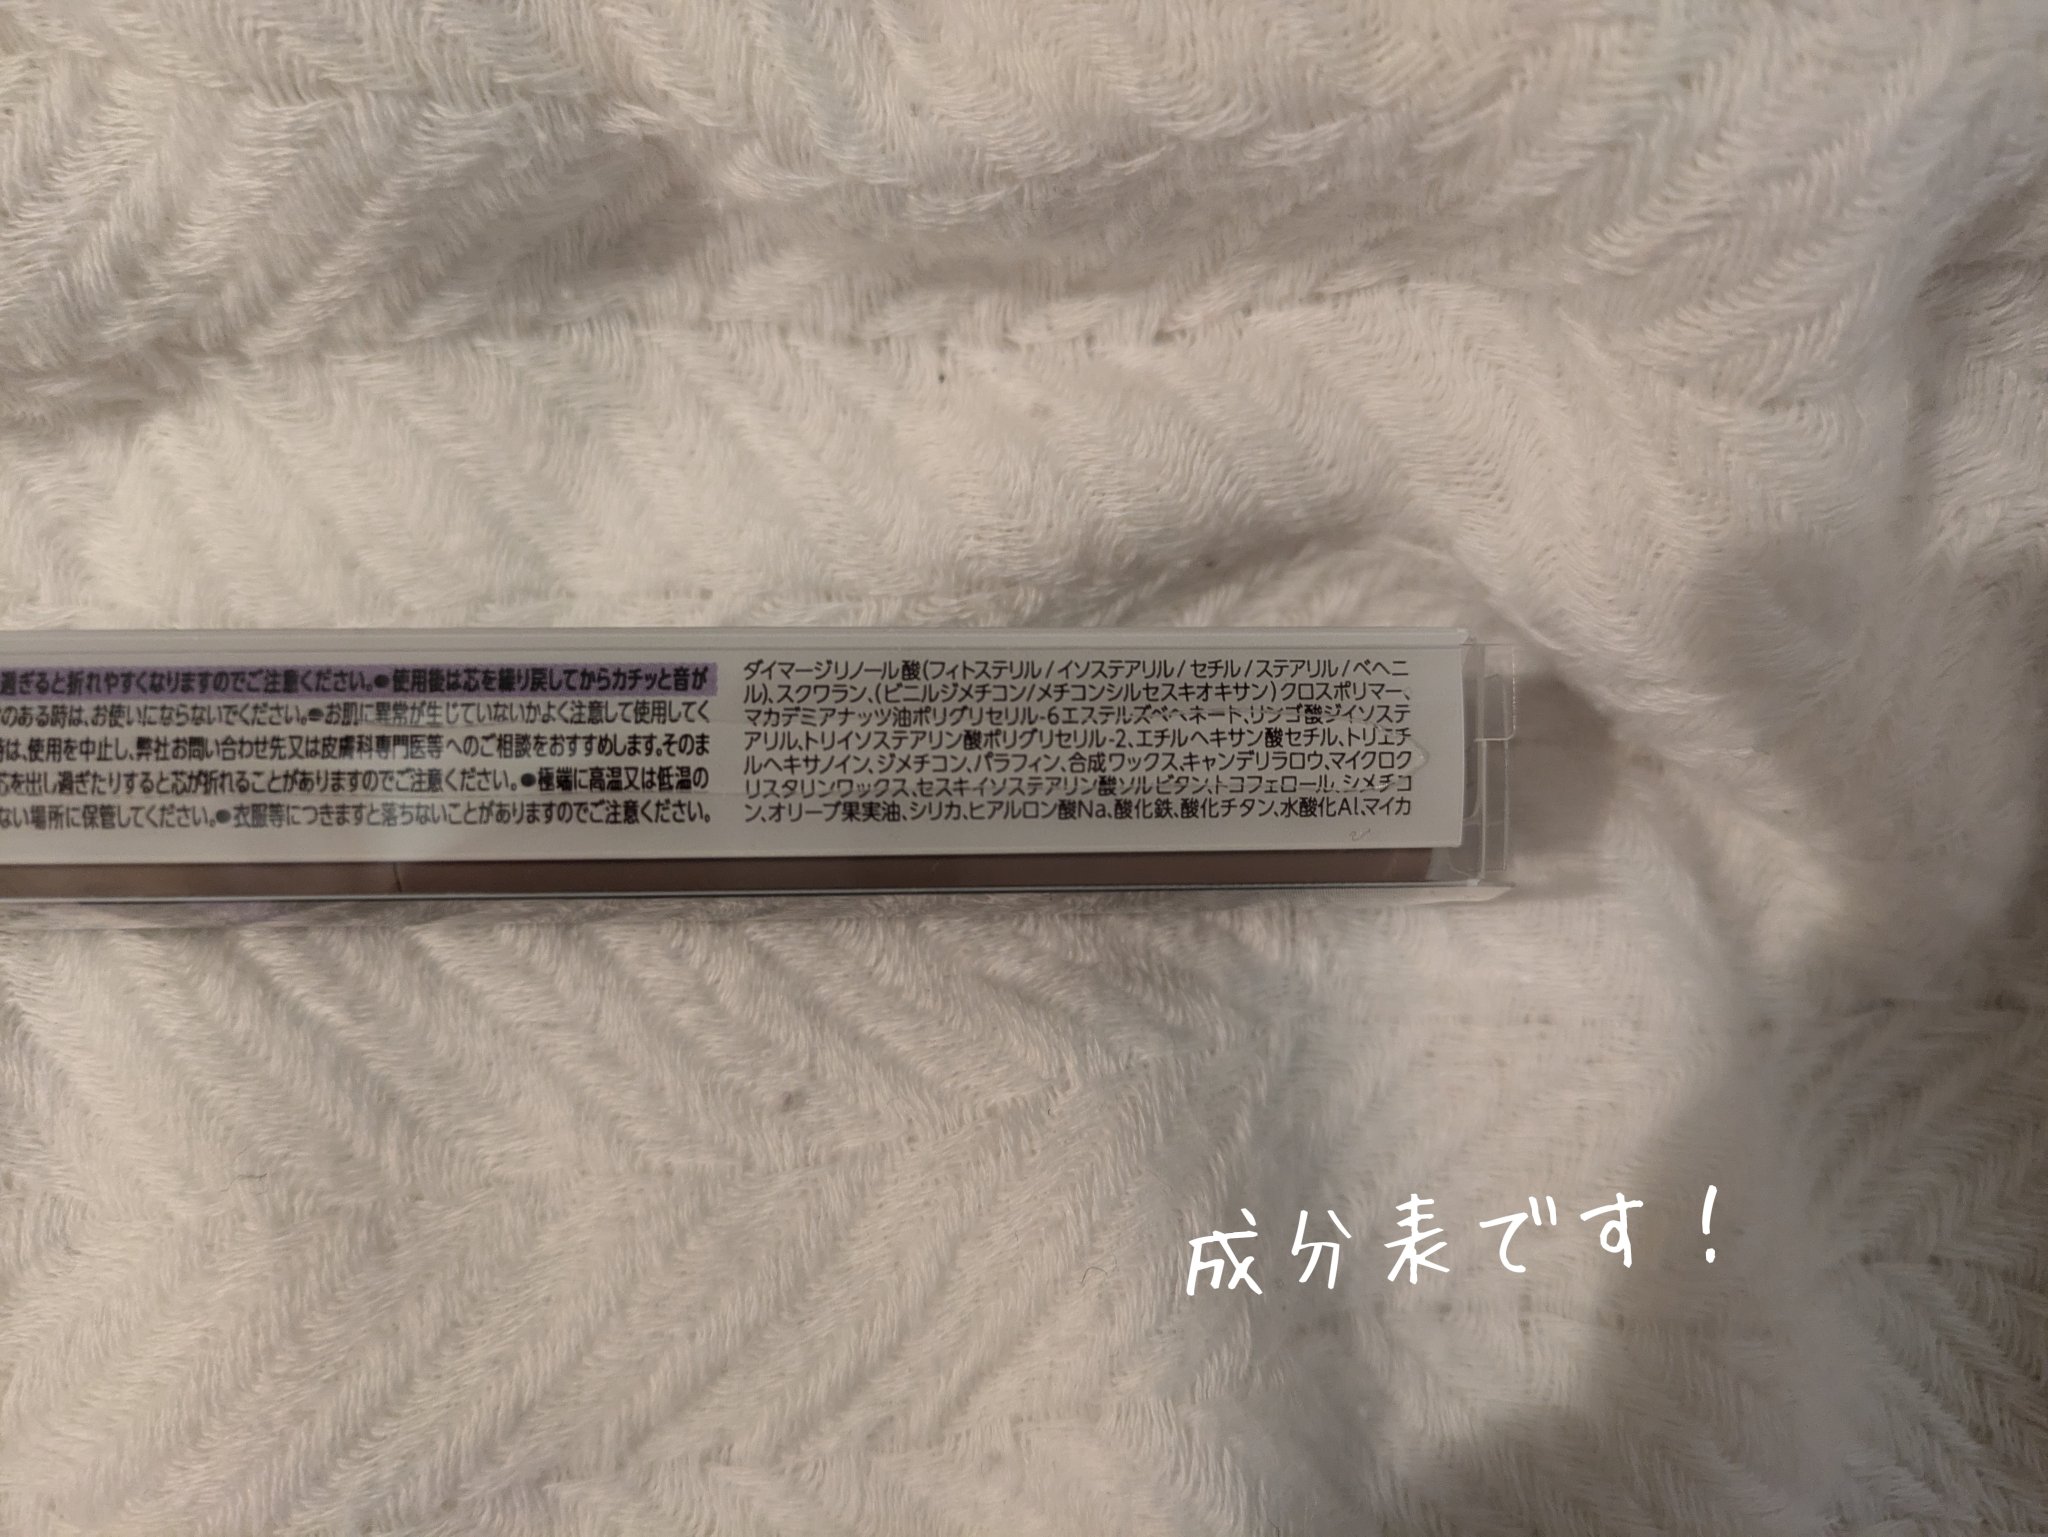 過ぎると折れやすくなりますのでご注意ください。●使用後は芯を繰り戻してからカチッと音が
のある時は、お使いにならないでください。●お肌に異常が生じていないかよく注意して使用してく
時は、使用を中止し、弊社お問い合わせ先又は皮膚科専門医等へのご相談をおすすめします。そのま
芯を出し過ぎたりすると芯が折れることがありますのでご注意ください。●極端に高温又は低温の
ない場所に保管してください。●衣服等につきますと落ちないことがありますのでご注意ください。
ダイマージリノール酸(フィトステリル/イソステアリル/セチル/ステアリル/ベヘニ
ル)、スクワラン、(ビニルジメチコン/メチコンシルセスキオキサン)クロスポリマー、
マカデミアナッツ油ポリグリセリル-6エステルズベヘネート、リンゴ酸ジイソステ
アリル、トリイソステアリン酸ポリグリセリル-2、エチルヘキサン酸セチル、トリエチ
ルヘキサノイン、ジメチコン、パラフィン、合成ワックス、キャンデリラロウ、マイクロク
リスタリンワックス、セスキイソステアリン酸ソルビタン、トコフェロール、シメチコ
ン、オリーブ果実油、シリカ、ヒアルロン酸Na、酸化鉄、酸化チタン、水酸化Al、マイカ
成分表です！